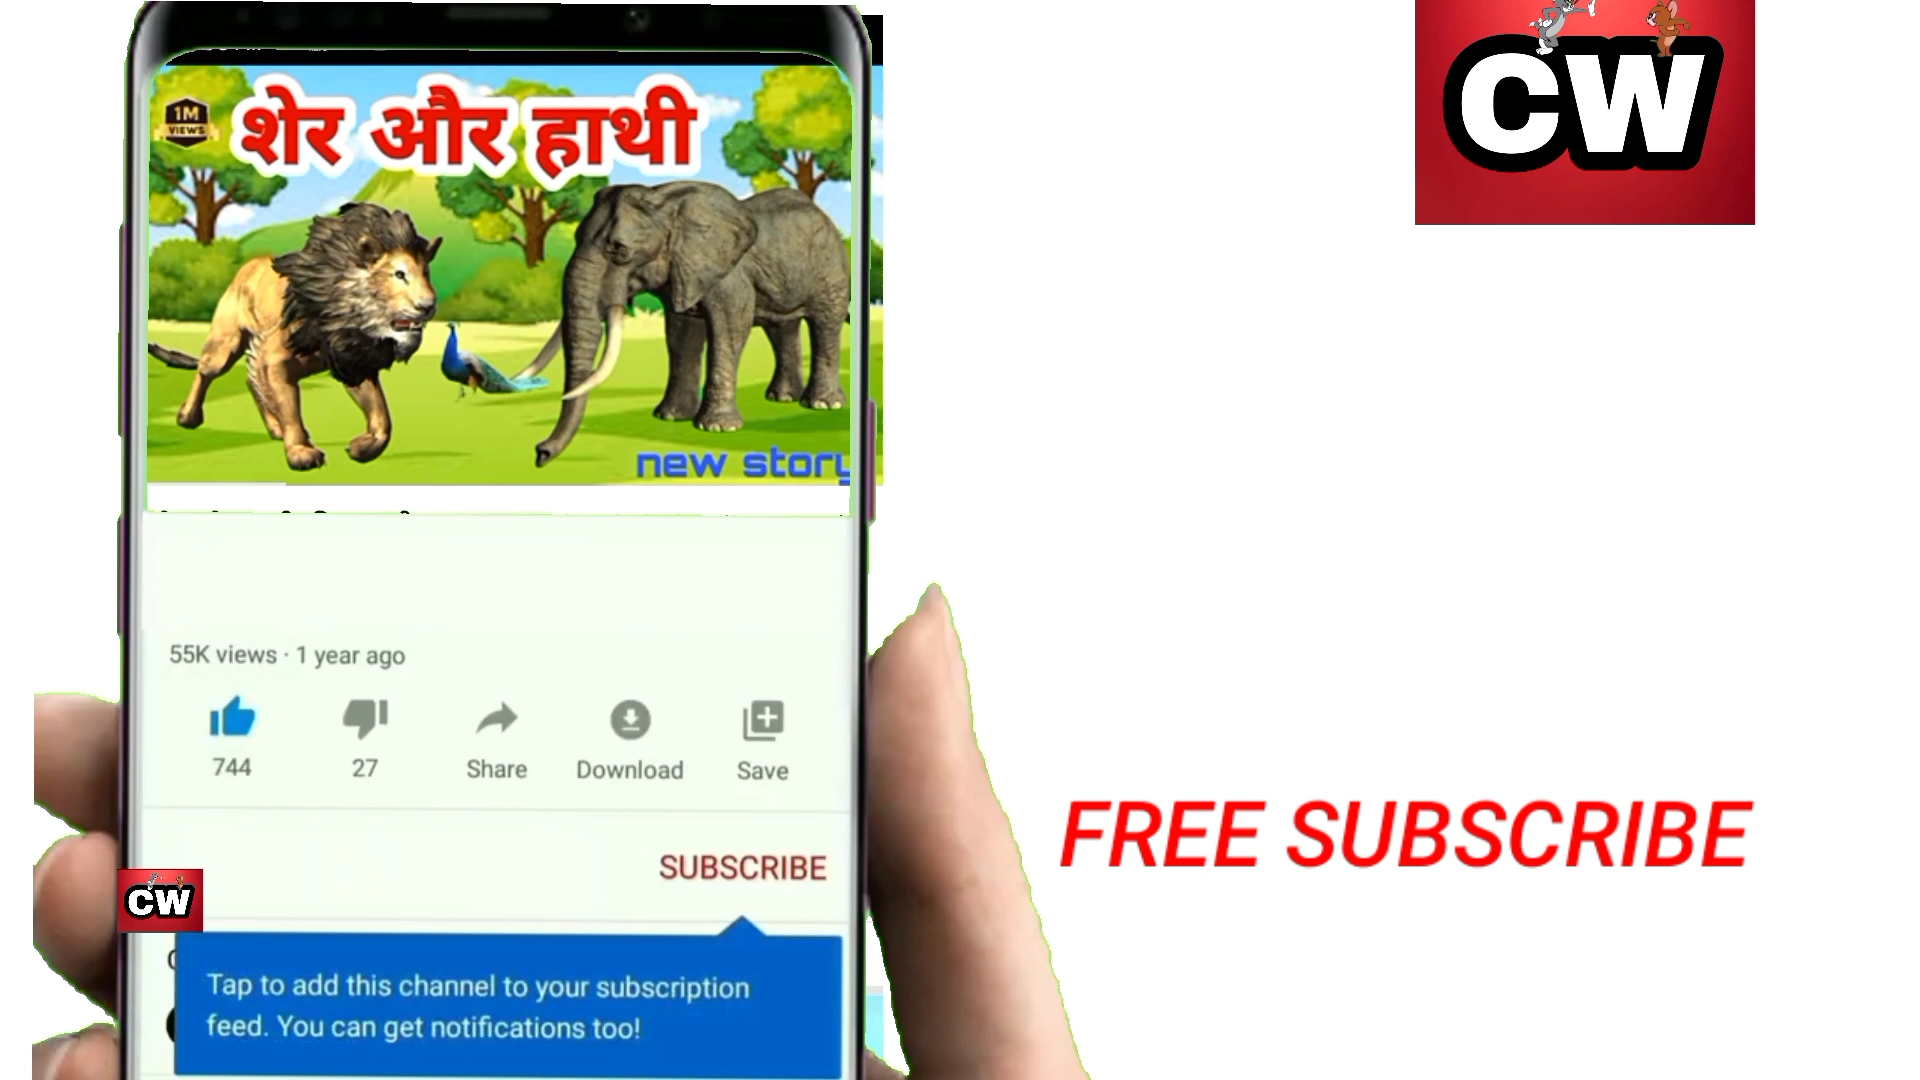 CW
1M
VIEWS
शेर और हाथी
new story
55K views · 1 year ago
744
27
Share
Download
Save
SUBSCRIBE
FREE SUBSCRIBE
CW
Tap to add this channel to your subscription
feed. You can get notifications too!